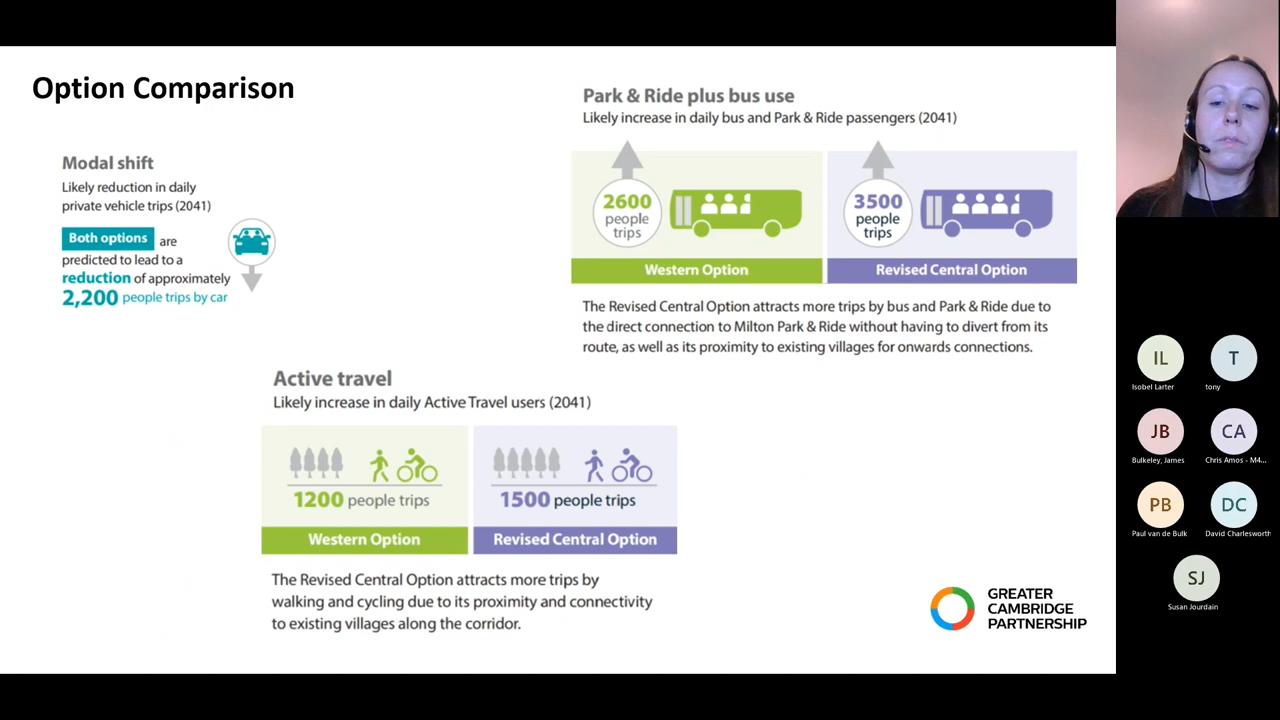 Option Comparison
Modal shift
Likely reduction in daily
private vehicle trips (2041)
Both options are
predicted to lead to a
reduction of approximately
2,200 people trips by car
Park & Ride plus bus use
Likely increase in daily bus and Park & Ride passengers (2041)
2600
people
trips
Western Option
3500
people
trips
Revised Central Option
The Revised Central Option attracts more trips by bus and Park & Ride due to
the direct connection to Milton Park & Ride without having to divert from its
route, as well as its proximity to existing villages for onwards connections.
Active travel
Likely increase in daily Active Travel users (2041)
1200 people trips
Western Option
1500 people trips
Revised Central Option
The Revised Central Option attracts more trips by
walking and cycling due to its proximity and connectivity
to existing villages along the corridor.
GREATER
CAMBRIDGE
PARTNERSHIP
IL
Isobel Larter
T
tony
JB
Bulkeley, James
CA
Chris Amos - M4...
PB
Paul van de Bulk
DC
David Charlesworth
SJ
Susan Jourdain